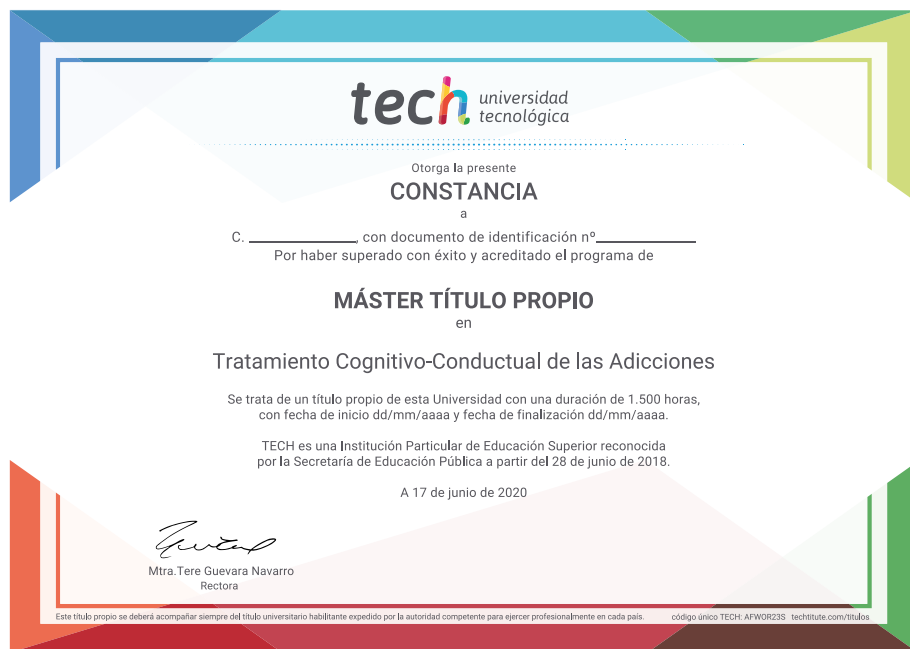 tech universidad
tecnológica
Otorga la presente
CONSTANCIA
a
C. ____________, con documento de identificación nº____________
Por haber superado con éxito y acreditado el programa de
MÁSTER TÍTULO PROPIO
en
Tratamiento Cognitivo-Conductual de las Adicciones
Se trata de un título propio de esta Universidad con una duración de 1.500 horas,
con fecha de inicio dd/mm/aaaa y fecha de finalización dd/mm/aaaa.
TECH es una Institución Particular de Educación Superior reconocida
por la Secretaría de Educación Pública a partir del 28 de junio de 2018.
A 17 de junio de 2020
Mtra.Tere Guevara Navarro
Rectora
Este título propio se deberá acompañar siempre del título universitario habilitante expedido por la autoridad competente para ejercer profesionalmente en cada país. código único TECH: AFWOR23S techtitute.com/titulos